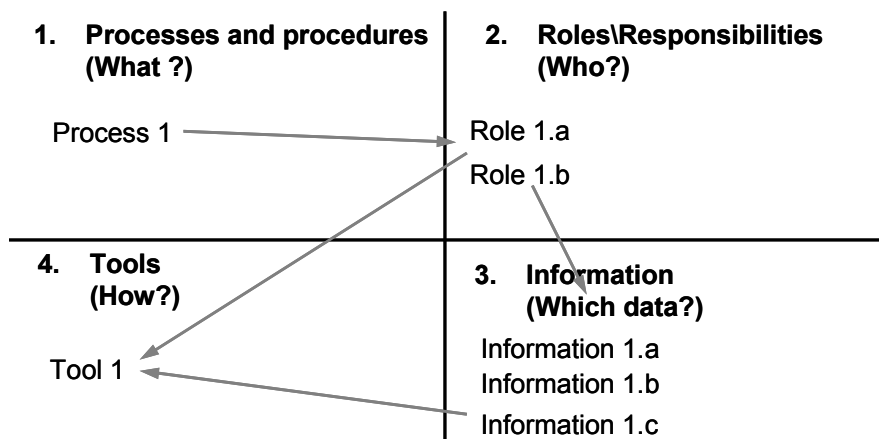 1. Processes and procedures
(What ?)
Process 1
2. Roles\Responsibilities
(Who?)
Role 1.a
Role 1.b
4. Tools
(How?)
Tool 1
3. Information
(Which data?)
Information 1.a
Information 1.b
Information 1.c